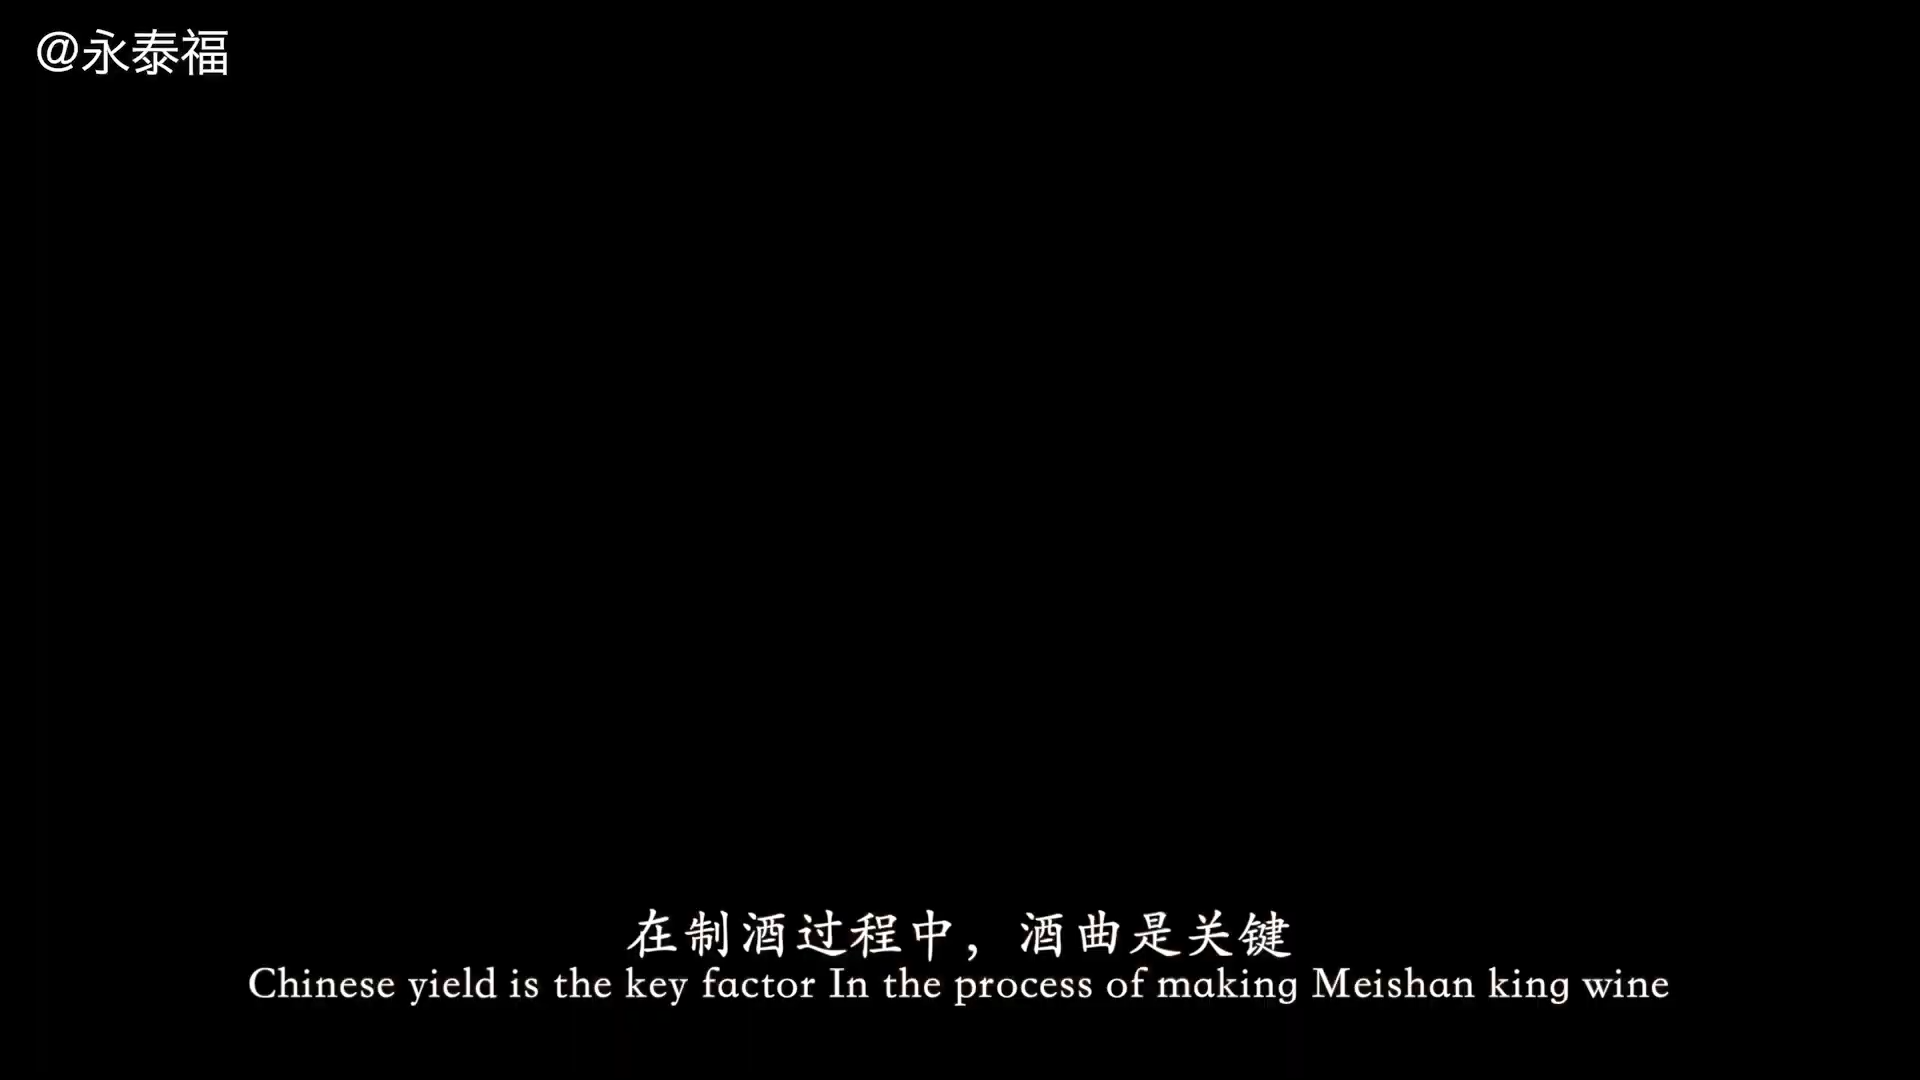 @永泰福
在制酒过程中，酒曲是关键
Chinese yield is the key factor In the process of making Meishan king wine